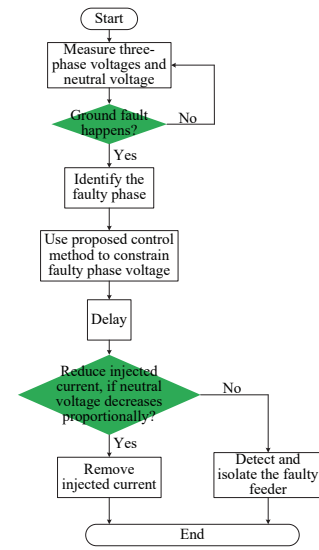 Start
Measure three-
phase voltages and
neutral voltage
Ground fault
happens?
No
Yes
Identify the
faulty phase
Use proposed control
method to constrain
faulty phase voltage
Delay
Reduce injected
current, if neutral
voltage decreases
proportionally?
No
Yes
Remove
injected current
Detect and
isolate the faulty
feeder
End